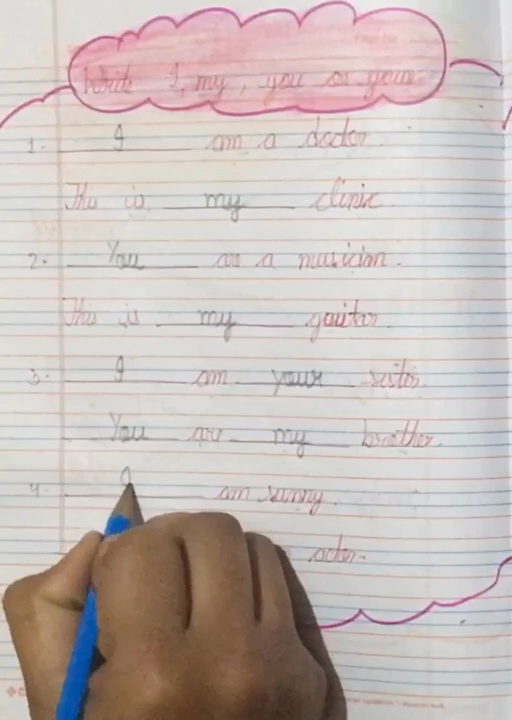 Write I, my, you or your
1. I am a doctor.
This is my clinic
2. You are a musician.
This is my guitar.
3. I am your sister.
You are my brother.
4. I am sunny.
actor.